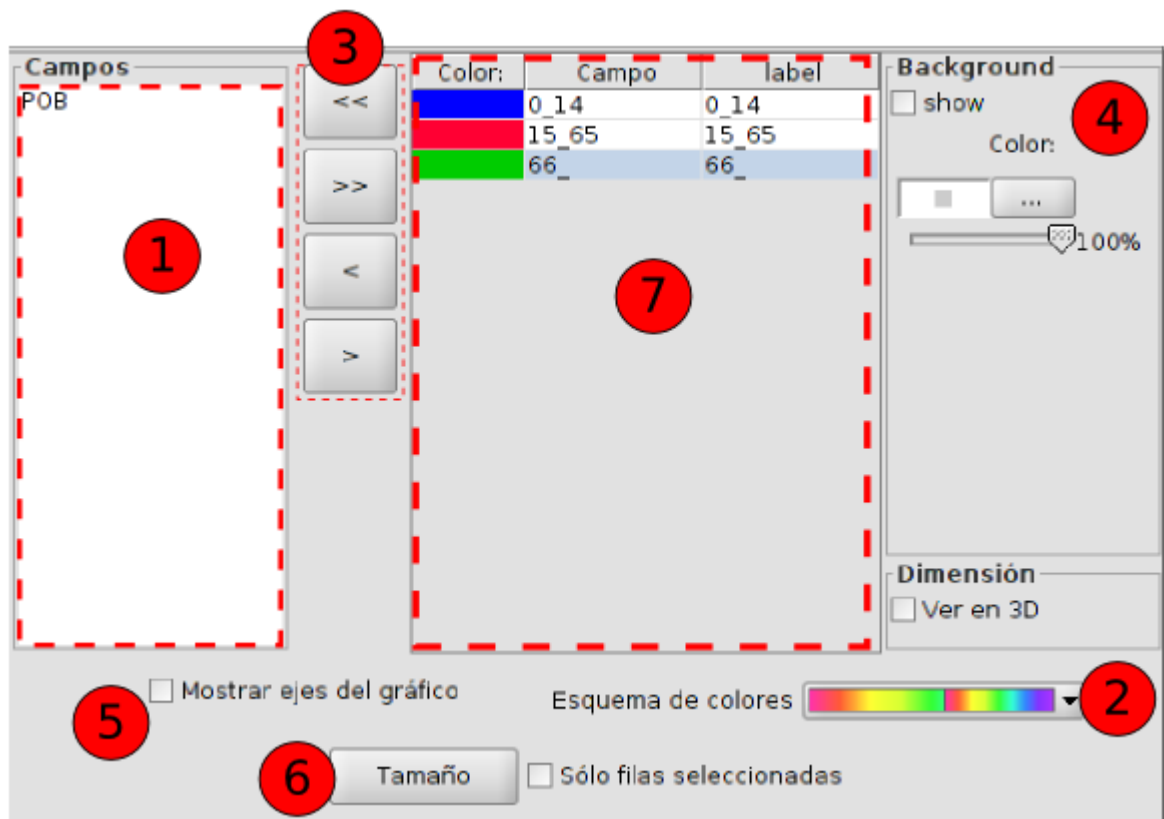 3
Campos
POB
1
<<
>>
<
>
Color: Campo label
0_14 0_14
15_65 15_65
66_ 66_
7
Background
show
4
Color:
...
100%
Dimensión
Ver en 3D
5
Mostrar ejes del gráfico
Esquema de colores
2
6
Tamaño
Sólo filas seleccionadas